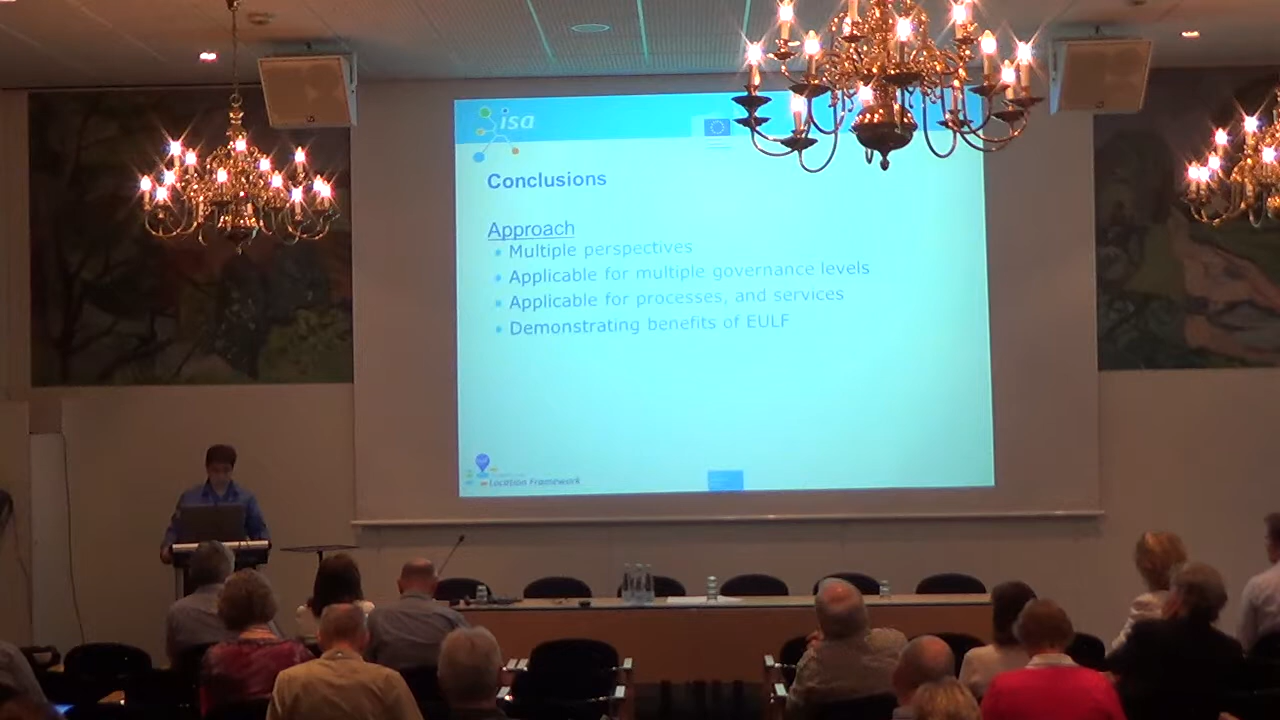 isa
Conclusions
Approach
Multiple perspectives
Applicable for multiple governance levels
Applicable for processes, and services
Demonstrating benefits of EULF
Location Framework